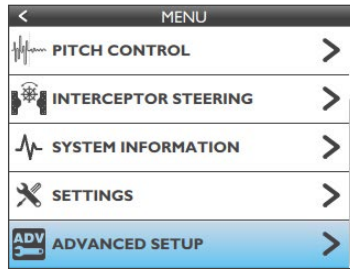 MENU
PITCH CONTROL
INTERCEPTOR STEERING
SYSTEM INFORMATION
SETTINGS
ADV ADVANCED SETUP